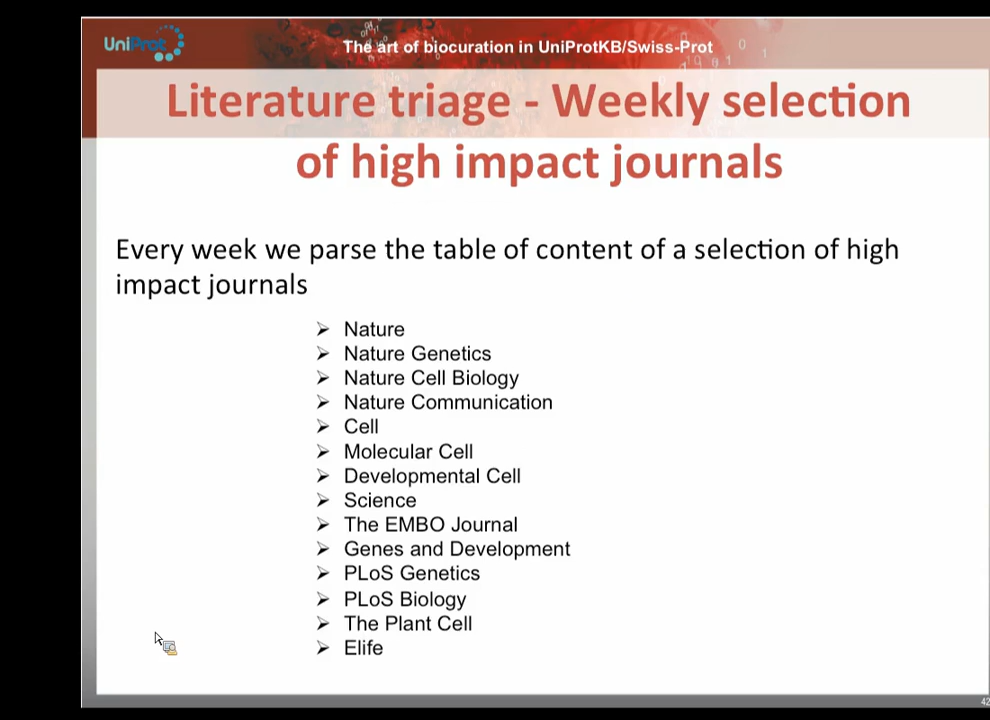 UniProt
The art of biocuration in UniProtKB/Swiss-Prot
Literature triage - Weekly selection
of high impact journals
Every week we parse the table of content of a selection of high
impact journals
➢ Nature
➢ Nature Genetics
➢ Nature Cell Biology
➢ Nature Communication
➢ Cell
➢ Molecular Cell
➢ Developmental Cell
➢ Science
➢ The EMBO Journal
➢ Genes and Development
➢ PLoS Genetics
➢ PLoS Biology
➢ The Plant Cell
➢ Elife
42